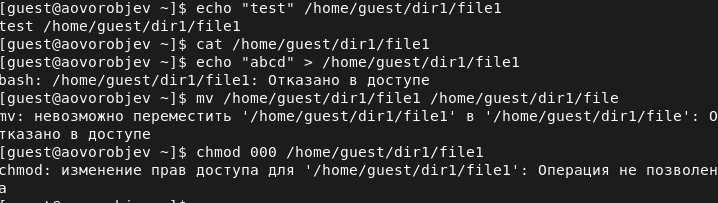 [guest@aovorobjev ~]$ echo "test" /home/guest/dir1/file1
test /home/guest/dir1/file1
[guest@aovorobjev ~]$ cat /home/guest/dir1/file1
[guest@aovorobjev ~]$ echo "abcd" > /home/guest/dir1/file1
bash: /home/guest/dir1/file1: Отказано в доступе
[guest@aovorobjev ~]$ mv /home/guest/dir1/file1 /home/guest/dir1/file
mv: невозможно переместить '/home/guest/dir1/file1' в '/home/guest/dir1/file': О
тказано в доступе
[guest@aovorobjev ~]$ chmod 000 /home/guest/dir1/file1
chmod: изменение прав доступа для '/home/guest/dir1/file1': Операция не позволен
а